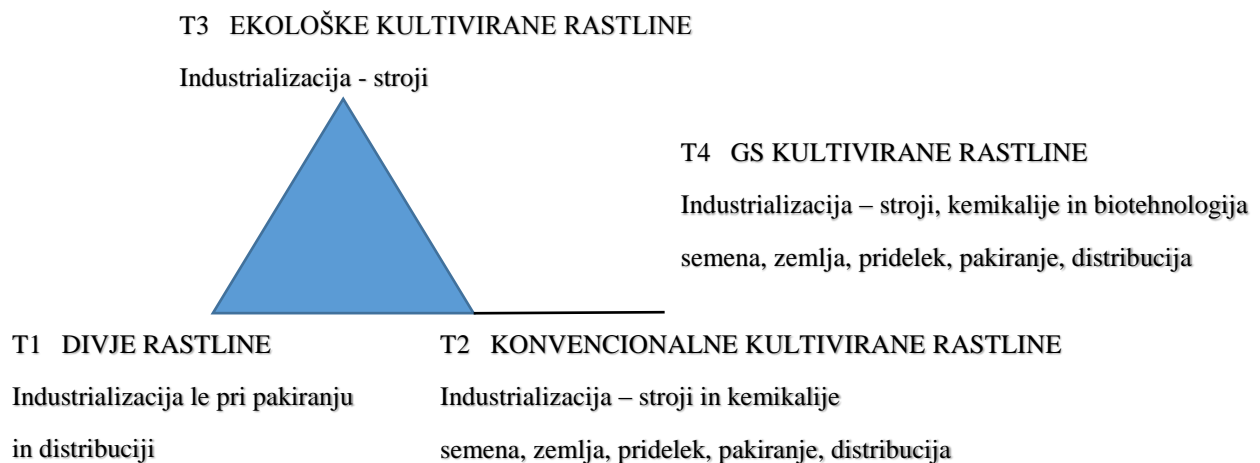 T3 EKOLOŠKE KULTIVIRANE RASTLINE
Industrializacija - stroji
T4 GS KULTIVIRANE RASTLINE
Industrializacija – stroji, kemikalije in biotehnologija
semena, zemlja, pridelek, pakiranje, distribucija
T1 DIVJE RASTLINE
Industrializacija le pri pakiranju
in distribuciji
T2 KONVENCIONALNE KULTIVIRANE RASTLINE
Industrializacija – stroji in kemikalije
semena, zemlja, pridelek, pakiranje, distribucija